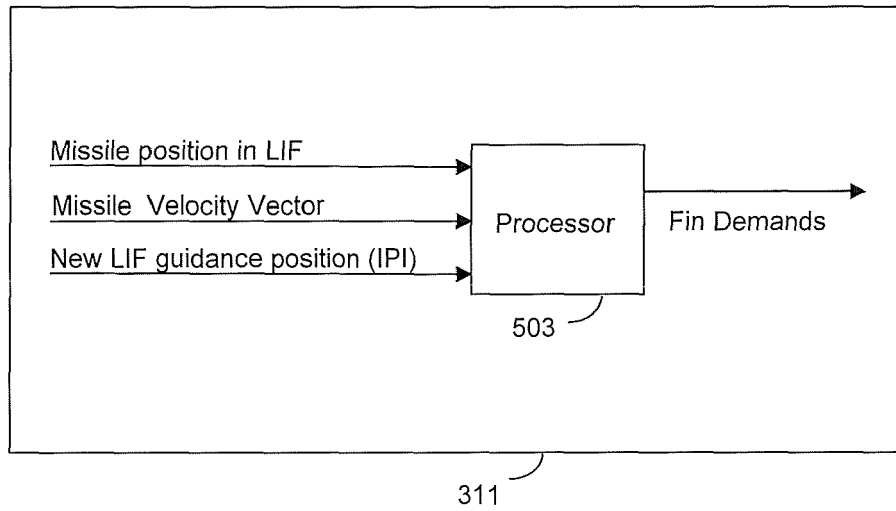 Missile position in LIF
Missile Velocity Vector
New LIF guidance position (IPI)
Processor
Fin Demands
503
311